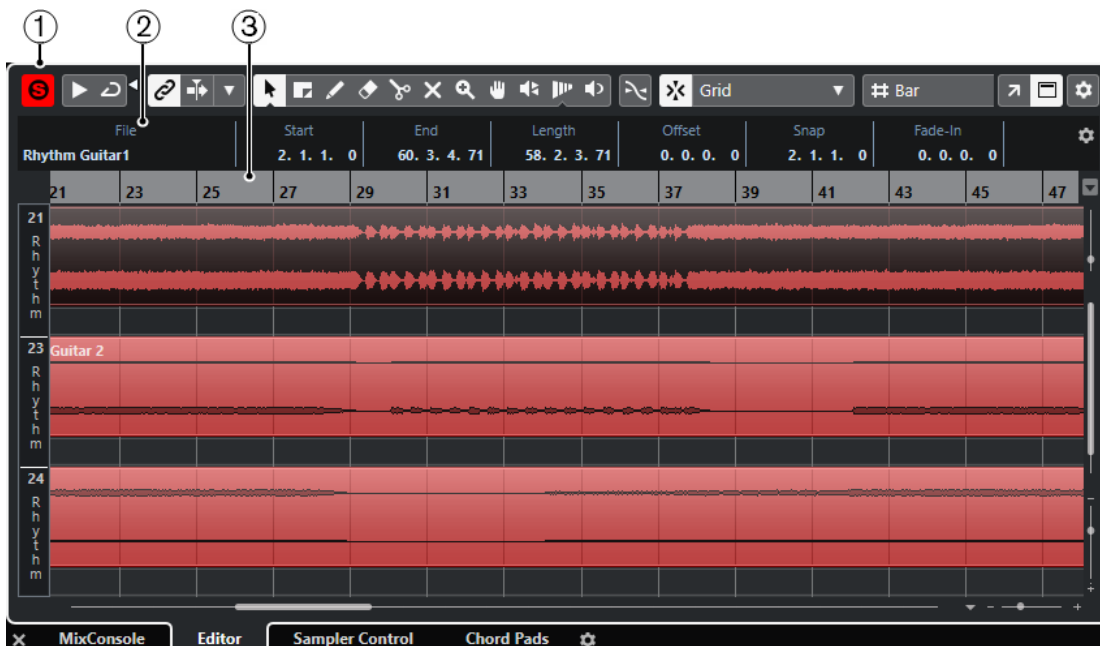 1 2 3
S Grid Bar
File Start End Length Offset Snap Fade-In
Rhythm Guitar1 2. 1. 1. 0 60. 3. 4. 71 58. 2. 3. 71 0. 0. 0. 0 2. 1. 1. 0 0. 0. 0. 0
21 23 25 27 29 31 33 35 37 39 41 43 45 47
21
Rhythm
23 Guitar 2
Rhythm
24
Rhythm
MixConsole Editor Sampler Control Chord Pads